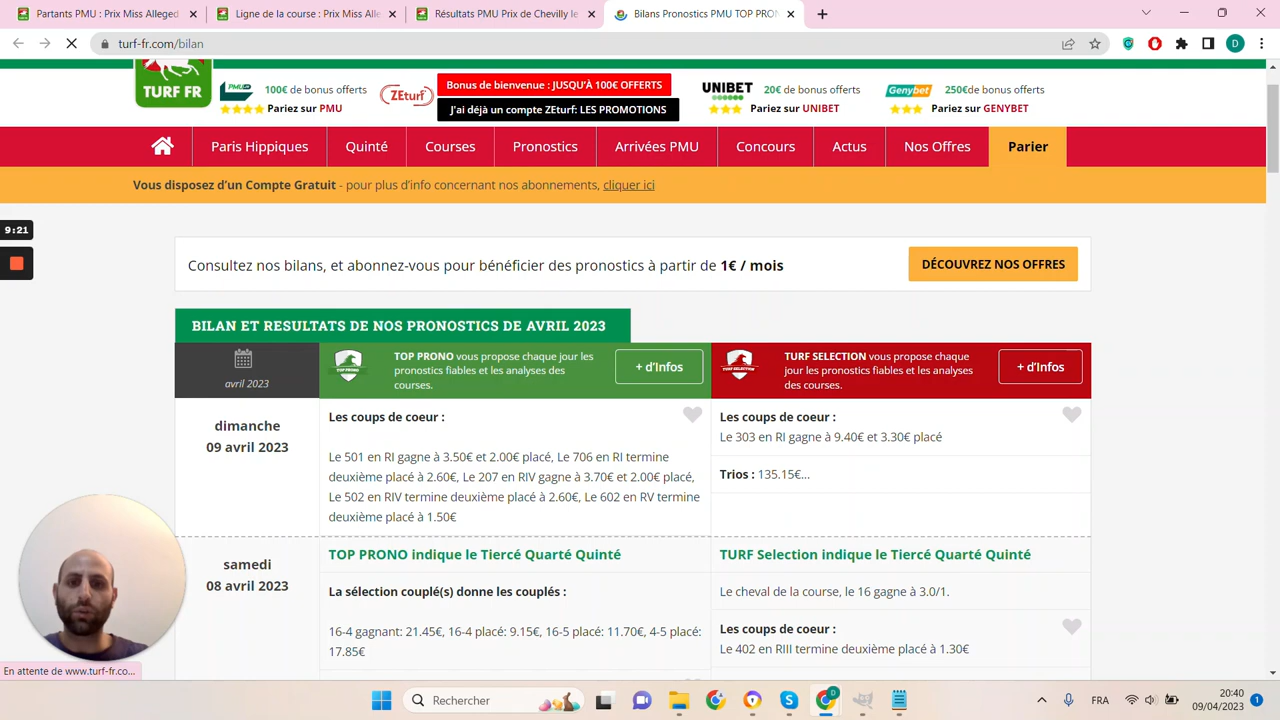 Partants PMU : Prix Miss Alleged
Ligne de la course : Prix Miss Alle
Résultats PMU Prix de Chevilly le
Bilans Pronostics PMU TOP PRON
turf-fr.com/bilan
TURF FR
PMU
100€ de bonus offerts
Pariez sur PMU
ZEturf
Bonus de bienvenue : JUSQU'À 100€ OFFERTS
J'ai déjà un compte ZEturf: LES PROMOTIONS
UNIBET
20€ de bonus offerts
Pariez sur UNIBET
Genybet
250€de bonus offerts
Pariez sur GENYBET
Paris Hippiques
Quinté
Courses
Pronostics
Arrivées PMU
Concours
Actus
Nos Offres
Parier
Vous disposez d'un Compte Gratuit - pour plus d'info concernant nos abonnements, cliquer ici
9:21
Consultez nos bilans, et abonnez-vous pour bénéficier des pronostics à partir de 1€ / mois
DÉCOUVREZ NOS OFFRES
BILAN ET RESULTATS DE NOS PRONOSTICS DE AVRIL 2023
avril 2023
TOP PRONO
TOP PRONO vous propose chaque jour les
pronostics fiables et les analyses des
courses.
+ d'Infos
TURF SELECTION
TURF SELECTION vous propose chaque
jour les pronostics fiables et les analyses
des courses.
+ d'Infos
dimanche
09 avril 2023
Les coups de coeur :
Le 501 en RI gagne à 3.50€ et 2.00€ placé, Le 706 en RI termine
deuxième placé à 2.60€, Le 207 en RIV gagne à 3.70€ et 2.00€ placé,
Le 502 en RIV termine deuxième placé à 2.60€, Le 602 en RV termine
deuxième placé à 1.50€
Les coups de coeur :
Le 303 en RI gagne à 9.40€ et 3.30€ placé
Trios : 135.15€...
samedi
08 avril 2023
TOP PRONO indique le Tiercé Quarté Quinté
La sélection couplé(s) donne les couplés :
16-4 gagnant: 21.45€, 16-4 placé: 9.15€, 16-5 placé: 11.70€, 4-5 placé:
17.85€
TURF Selection indique le Tiercé Quarté Quinté
Le cheval de la course, le 16 gagne à 3.0/1.
Les coups de coeur :
Le 402 en RIII termine deuxième placé à 1.30€
En attente de www.turf-fr.co...
Rechercher
FRA
20:40
09/04/2023
1